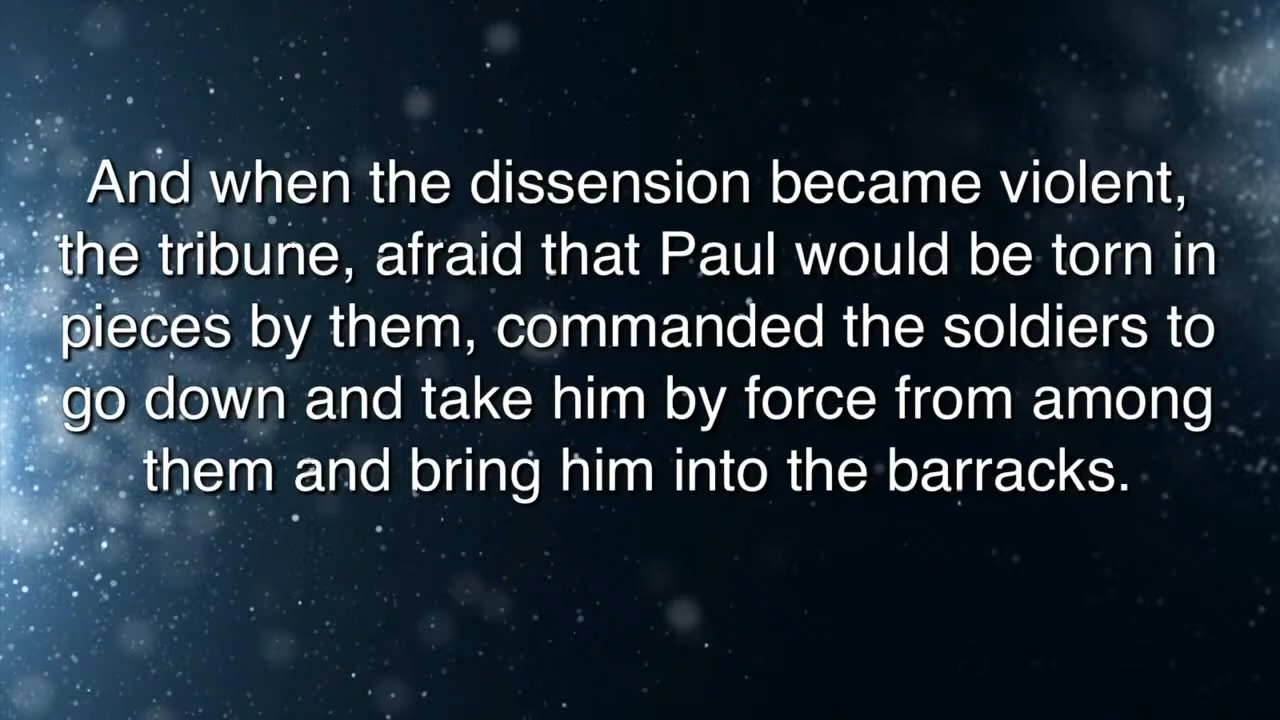 And when the dissension became violent,
the tribune, afraid that Paul would be torn in
pieces by them, commanded the soldiers to
go down and take him by force from among
them and bring him into the barracks.